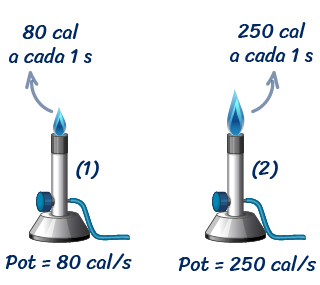 80 cal
a cada 1 s
250 cal
a cada 1 s
(1)
(2)
Pot = 80 cal/s
Pot = 250 cal/s